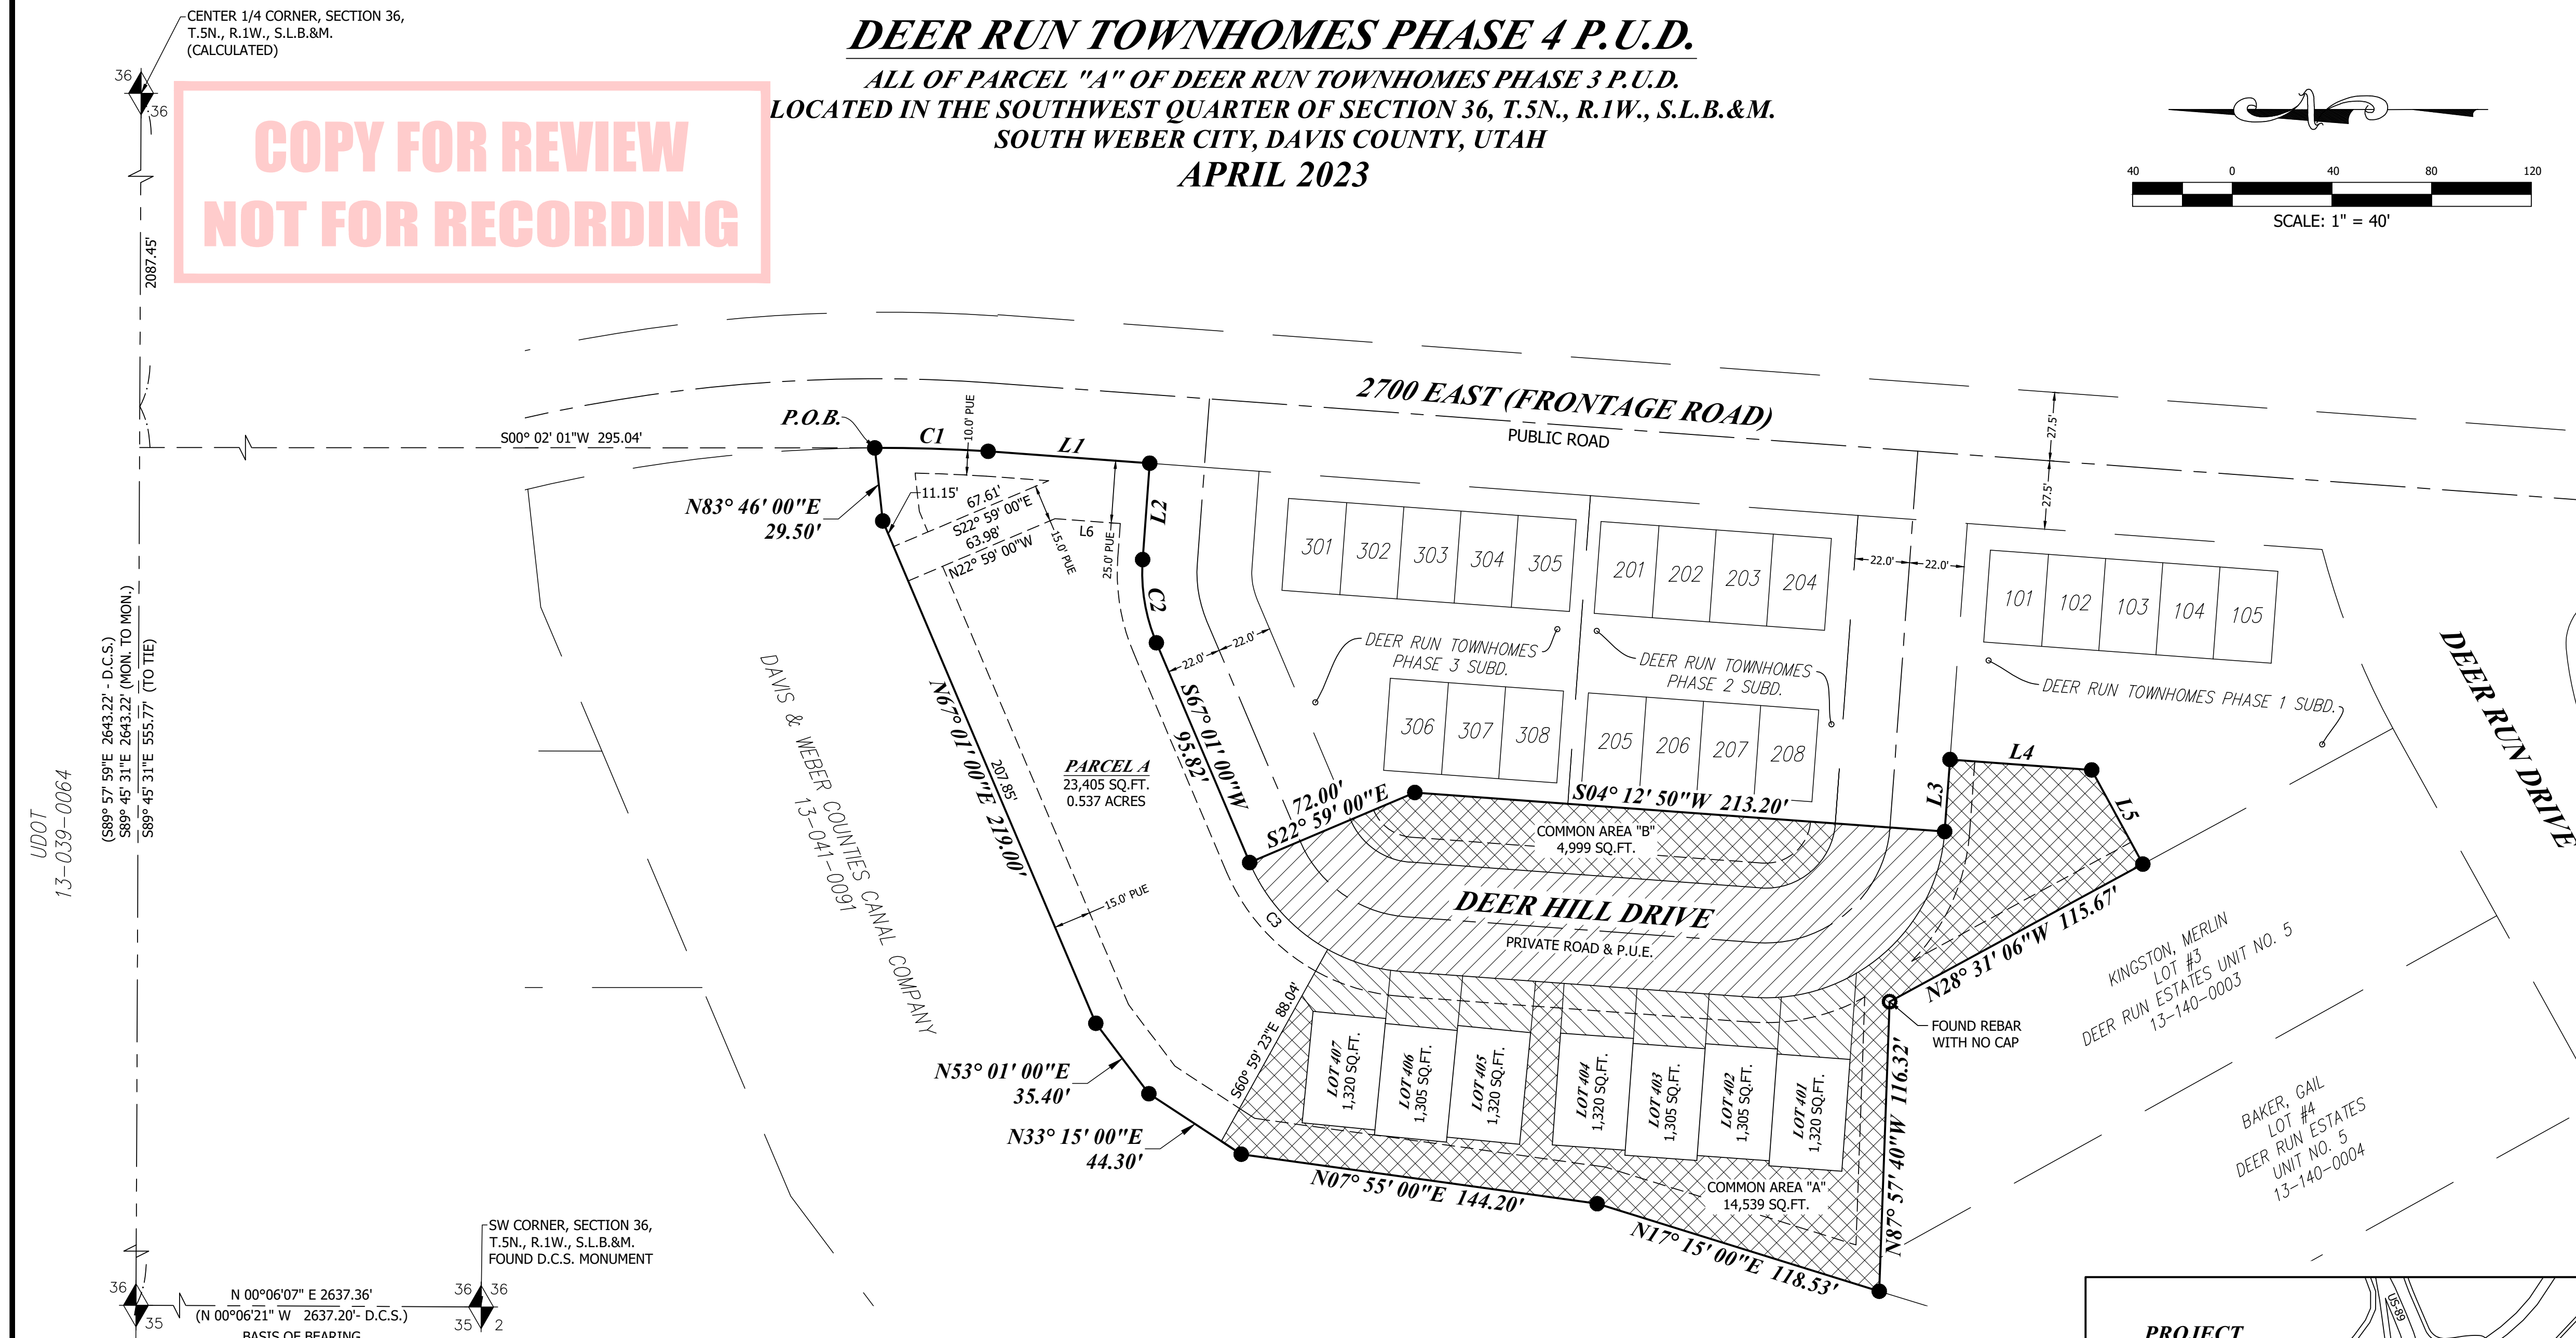 CENTER 1/4 CORNER, SECTION 36,
T.5N., R.1W., S.L.B.&M.
(CALCULATED)
36
36
DEER RUN TOWNHOMES PHASE 4 P.U.D.
ALL OF PARCEL "A" OF DEER RUN TOWNHOMES PHASE 3 P.U.D.
LOCATED IN THE SOUTHWEST QUARTER OF SECTION 36, T.5N., R.1W., S.L.B.&M.
SOUTH WEBER CITY, DAVIS COUNTY, UTAH
APRIL 2023
COPY FOR REVIEW
NOT FOR RECORDING
40 0 40 80 120
SCALE: 1" = 40'
2087.45'
S00° 02' 01"W 295.04'
P.O.B.
C1
10.0' PUE
L1
2700 EAST (FRONTAGE ROAD)
PUBLIC ROAD
27.5'
27.5'
N83° 46' 00"E
29.50'
11.15'
67.61'
S22° 59' 00"E
63.98'
N22° 59' 00"W
15.0' PUE
L6
25.0' PUE
L2
C2
301
302
303
304
305
201
202
203
204
22.0'
22.0'
101
102
103
104
105
DEER RUN TOWNHOMES
PHASE 3 SUBD.
DEER RUN TOWNHOMES
PHASE 2 SUBD.
DEER RUN TOWNHOMES PHASE 1 SUBD.
DEER RUN DRIVE
22.0'
22.0'
306
307
308
205
206
207
208
UDOT
13-039-0064
(S89° 57' 59"E 2643.22' - D.C.S.)
S89° 45' 31"E 2643.22' (MON. TO MON.)
S89° 45' 31"E 555.77' (TO TIE)
DAVIS & WEBER COUNTIES CANAL COMPANY
13-041-0091
N67° 01' 00"E 219.00'
207.85'
PARCEL A
23,405 SQ.FT.
0.537 ACRES
S67° 01' 00"W
95.82'
72.00'
S22° 59' 00"E
S04° 12' 50"W 213.20'
COMMON AREA "B"
4,999 SQ.FT.
L3
L4
L5
15.0' PUE
C3
DEER HILL DRIVE
PRIVATE ROAD & P.U.E.
N28° 31' 06"W 115.67'
KINGSTON, MERLIN
LOT #3
DEER RUN ESTATES UNIT NO. 5
13-140-0003
FOUND REBAR
WITH NO CAP
S60° 59' 23"E 88.04'
LOT 407
1,320 SQ.FT.
LOT 406
1,305 SQ.FT.
LOT 405
1,320 SQ.FT.
LOT 404
1,320 SQ.FT.
LOT 403
1,305 SQ.FT.
LOT 402
1,305 SQ.FT.
LOT 401
1,320 SQ.FT.
N53° 01' 00"E
35.40'
N33° 15' 00"E
44.30'
N07° 55' 00"E 144.20'
COMMON AREA "A"
14,539 SQ.FT.
N17° 15' 00"E 118.53'
N87° 57' 40"W 116.32'
BAKER, GAIL
LOT #4
DEER RUN ESTATES
UNIT NO. 5
13-140-0004
SW CORNER, SECTION 36,
T.5N., R.1W., S.L.B.&M.
FOUND D.C.S. MONUMENT
36
35
N 00°06'07" E 2637.36'
(N 00°06'21" W 2637.20'- D.C.S.)
BASIS OF BEARING
36 36
35 2
US-89
PROJECT